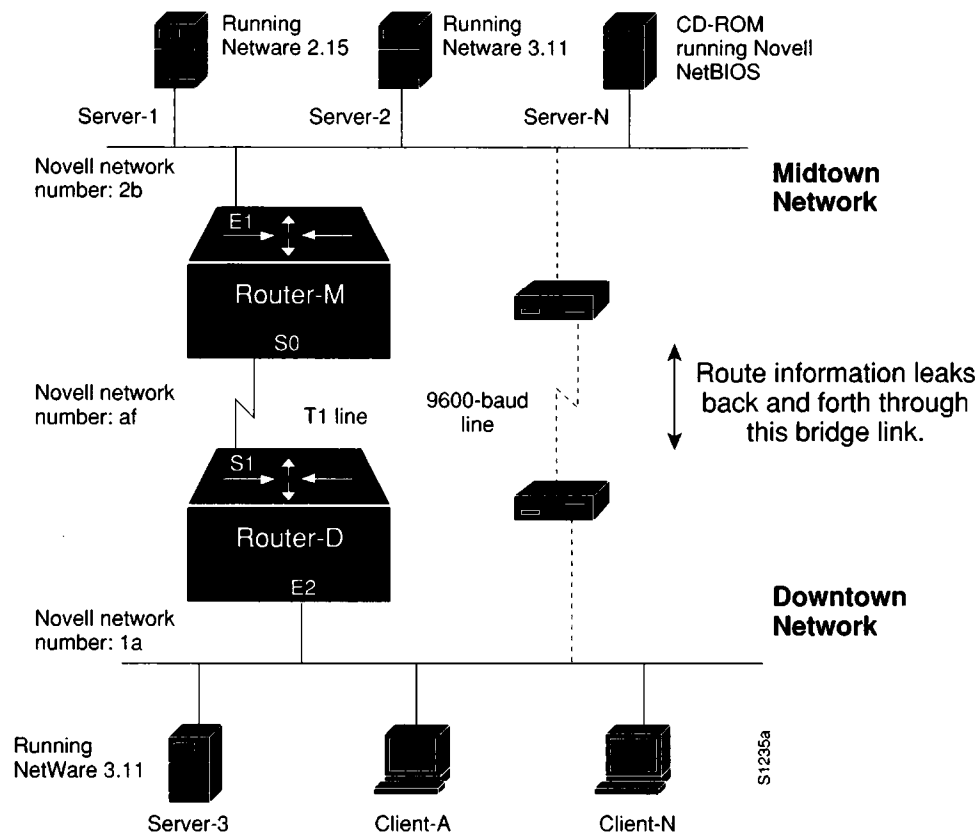 Running
Netware 2.15
Running
Netware 3.11
CD-ROM
running Novell
NetBIOS
Server-1
Server-2
Server-N
Novell network
number: 2b
Midtown
Network
E1
Router-M
S0
Novell network
number: af
T1 line
9600-baud
line
Route information leaks
back and forth through
this bridge link.
S1
Router-D
E2
Novell network
number: 1a
Downtown
Network
Running
NetWare 3.11
Server-3
Client-A
Client-N
S1235a